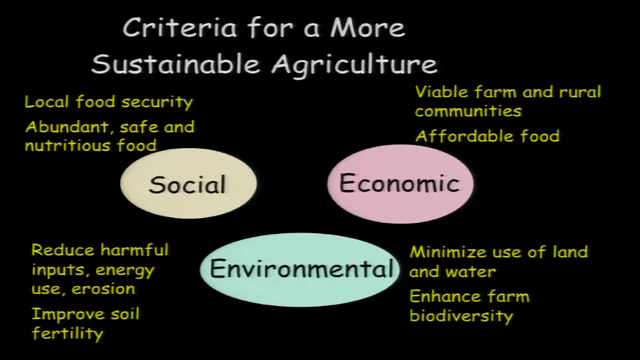 Criteria for a More
Sustainable Agriculture
Local food security
Abundant, safe and
nutritious food
Viable farm and rural
communities
Affordable food
Social
Economic
Environmental
Reduce harmful
inputs, energy
use, erosion
Improve soil
fertility
Minimize use of land
and water
Enhance farm
biodiversity